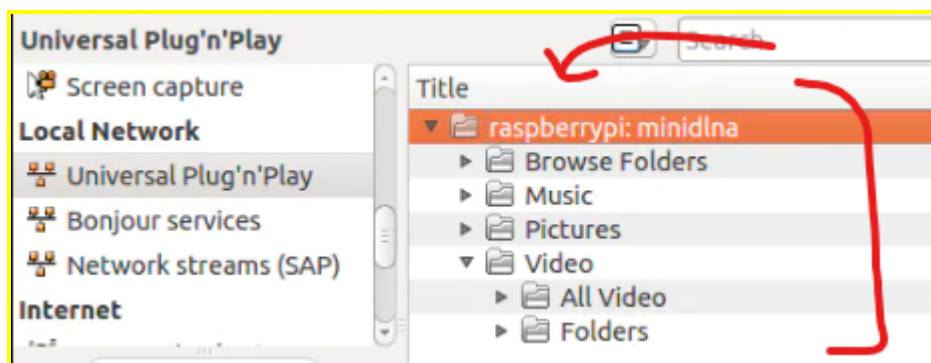 Universal Plug'n'Play
Search
Screen capture
Local Network
Universal Plug'n'Play
Bonjour services
Network streams (SAP)
Internet
Title
raspberrypi: minidlna
Browse Folders
Music
Pictures
Video
All Video
Folders